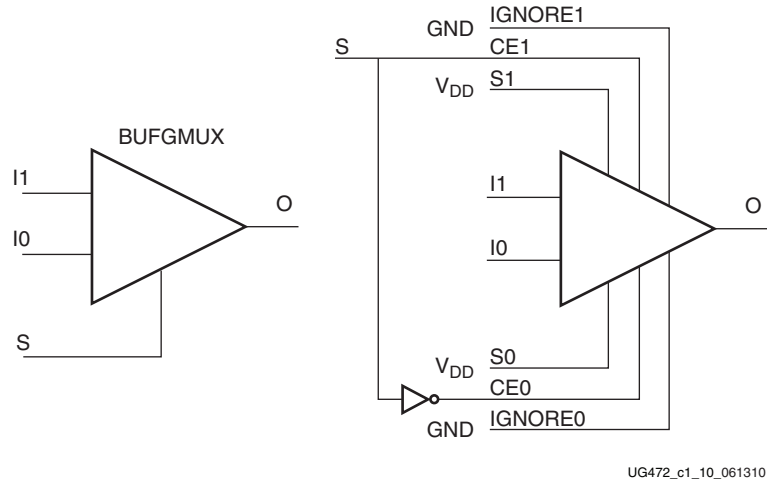 GND IGNORE1
S CE1
VDD S1
BUFGMUX
I1
I0
O
S
I1
I0
O
VDD S0
CE0
GND IGNORE0
UG472_c1_10_061310